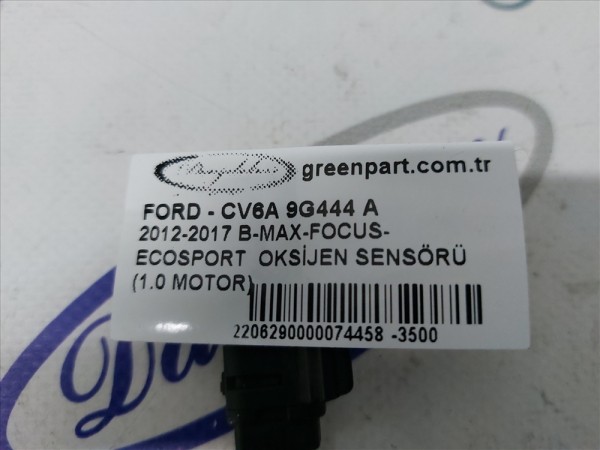 greenpart.com.tr
FORD - CV6A 9G444 A
2012-2017 B-MAX-FOCUS-
ECOSPORT OKSİJEN SENSÖRÜ
(1.0 MOTOR)
2206290000074458 -3500